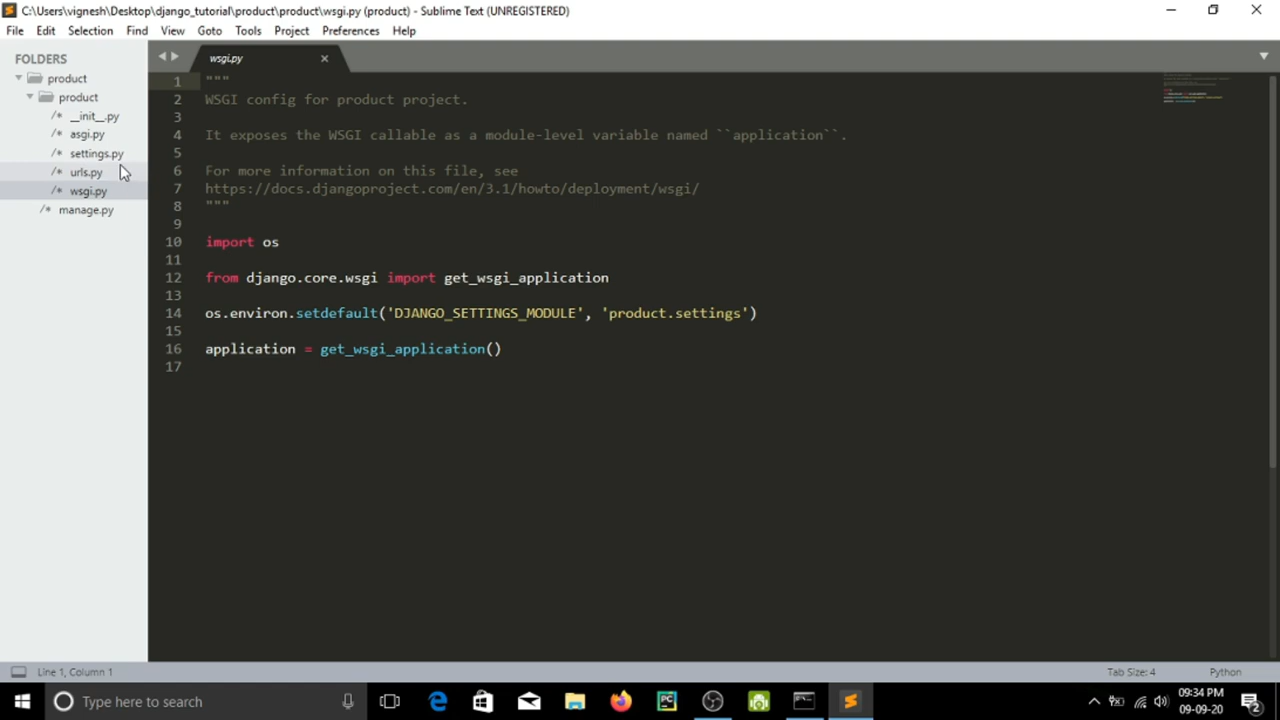 C:\Users\vignesh\Desktop\django_tutorial\product\product\wsgi.py (product) - Sublime Text (UNREGISTERED)
File Edit Selection Find View Goto Tools Project Preferences Help
FOLDERS
product
product
/* __init__.py
/* asgi.py
/* settings.py
/* urls.py
/* wsgi.py
/* manage.py
wsgi.py
1 """
2 WSGI config for product project.
3
4 It exposes the WSGI callable as a module-level variable named ``application``.
5
6 For more information on this file, see
7 https://docs.djangoproject.com/en/3.1/howto/deployment/wsgi/
8 """
9
10 import os
11
12 from django.core.wsgi import get_wsgi_application
13
14 os.environ.setdefault('DJANGO_SETTINGS_MODULE', 'product.settings')
15
16 application = get_wsgi_application()
17
Line 1, Column 1
Tab Size: 4
Python
Type here to search
PC
09:34 PM
09-09-20
2